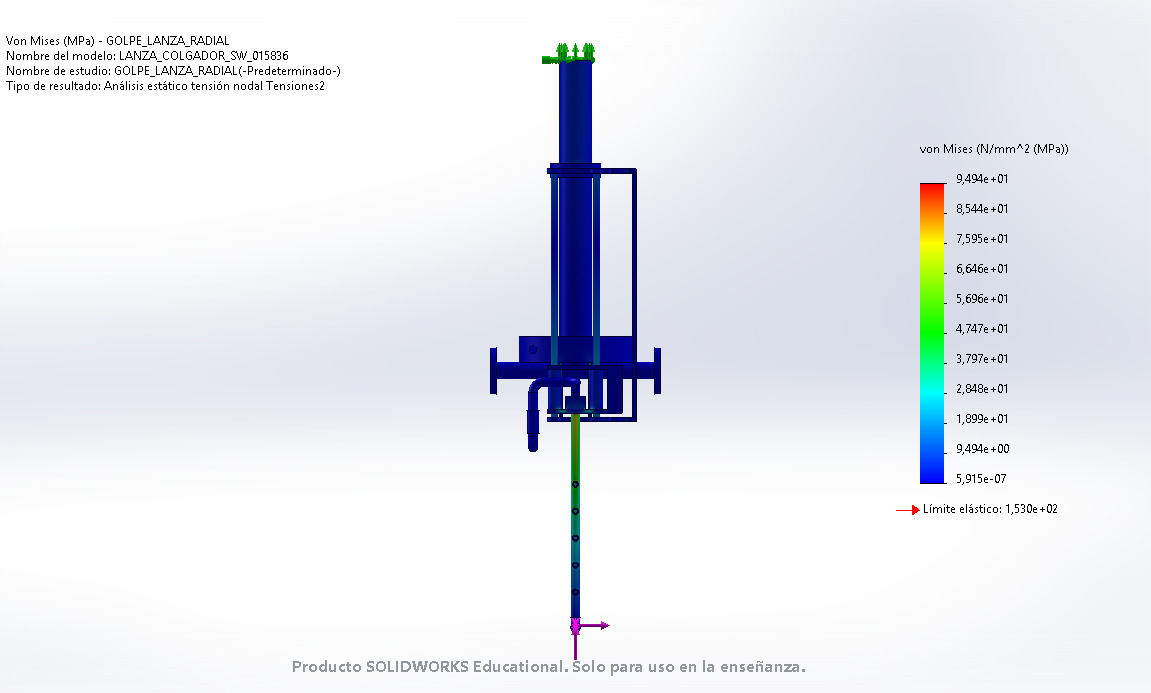 Von Mises (MPa) - GOLPE_LANZA_RADIAL
Nombre del modelo: LANZA_COLGADOR_SW_015836
Nombre de estudio: GOLPE_LANZA_RADIAL(-Predeterminado-)
Tipo de resultado: Análisis estático tensión nodal Tensiones2
von Mises (N/mm^2 (MPa))
9,494e+01
8,544e+01
7,595e+01
6,646e+01
5,696e+01
4,747e+01
3,797e+01
2,848e+01
1,899e+01
9,494e+00
5,915e-07
Límite elástico: 1,530e+02
Producto SOLIDWORKS Educational. Solo para uso en la enseñanza.